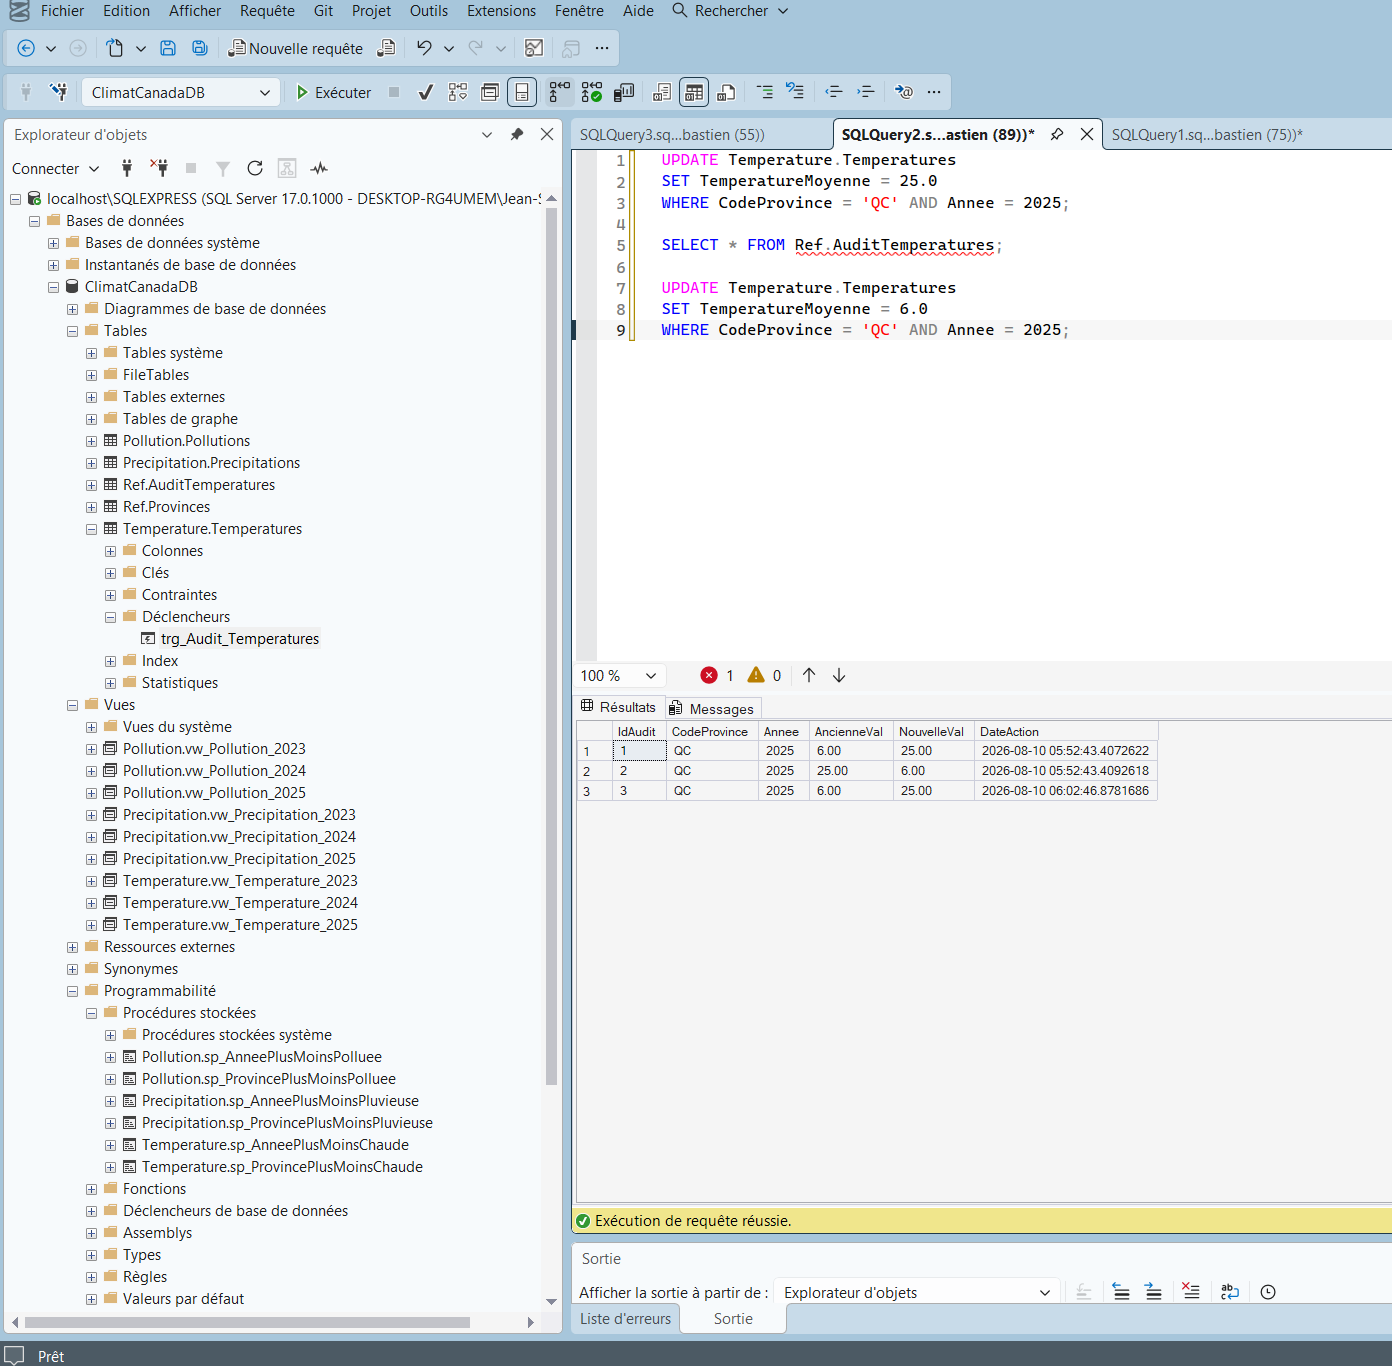 Fichier Edition Afficher Requête Git Projet Outils Extensions Fenêtre Aide Rechercher
Nouvelle requête
ClimatCanadaDB Exécuter
Explorateur d'objets
Connecter
localhost\SQLEXPRESS (SQL Server 17.0.1000 - DESKTOP-RG4UMEM\Jean-S
Bases de données
Bases de données système
Instantanés de base de données
ClimatCanadaDB
Diagrammes de base de données
Tables
Tables système
FileTables
Tables externes
Tables de graphe
Pollution.Pollutions
Precipitation.Precipitations
Ref.AuditTemperatures
Ref.Provinces
Temperature.Temperatures
Colonnes
Clés
Contraintes
Déclencheurs
trg_Audit_Temperatures
Index
Statistiques
Vues
Vues du système
Pollution.vw_Pollution_2023
Pollution.vw_Pollution_2024
Pollution.vw_Pollution_2025
Precipitation.vw_Precipitation_2023
Precipitation.vw_Precipitation_2024
Precipitation.vw_Precipitation_2025
Temperature.vw_Temperature_2023
Temperature.vw_Temperature_2024
Temperature.vw_Temperature_2025
Ressources externes
Synonymes
Programmabilité
Procédures stockées
Procédures stockées système
Pollution.sp_AnneePlusMoinsPolluee
Pollution.sp_ProvincePlusMoinsPolluee
Precipitation.sp_AnneePlusMoinsPluvieuse
Precipitation.sp_ProvincePlusMoinsPluvieuse
Temperature.sp_AnneePlusMoinsChaude
Temperature.sp_ProvincePlusMoinsChaude
Fonctions
Déclencheurs de base de données
Assemblys
Types
Règles
Valeurs par défaut
SQLQuery3.sq...bastien (55)) SQLQuery2.s...astien (89))* SQLQuery1.sq...bastien (75))*
1 UPDATE Temperature.Temperatures
2 SET TemperatureMoyenne = 25.0
3 WHERE CodeProvince = 'QC' AND Annee = 2025;
4
5 SELECT * FROM Ref.AuditTemperatures;
6
7 UPDATE Temperature.Temperatures
8 SET TemperatureMoyenne = 6.0
9 WHERE CodeProvince = 'QC' AND Annee = 2025;
100 % 1 0
Résultats Messages
IdAudit CodeProvince Annee AncienneVal NouvelleVal DateAction
1 1 QC 2025 6.00 25.00 2026-08-10 05:52:43.4072622
2 2 QC 2025 25.00 6.00 2026-08-10 05:52:43.4092618
3 3 QC 2025 6.00 25.00 2026-08-10 06:02:46.8781686
Exécution de requête réussie.
Sortie
Afficher la sortie à partir de : Explorateur d'objets
Liste d'erreurs Sortie
Prêt